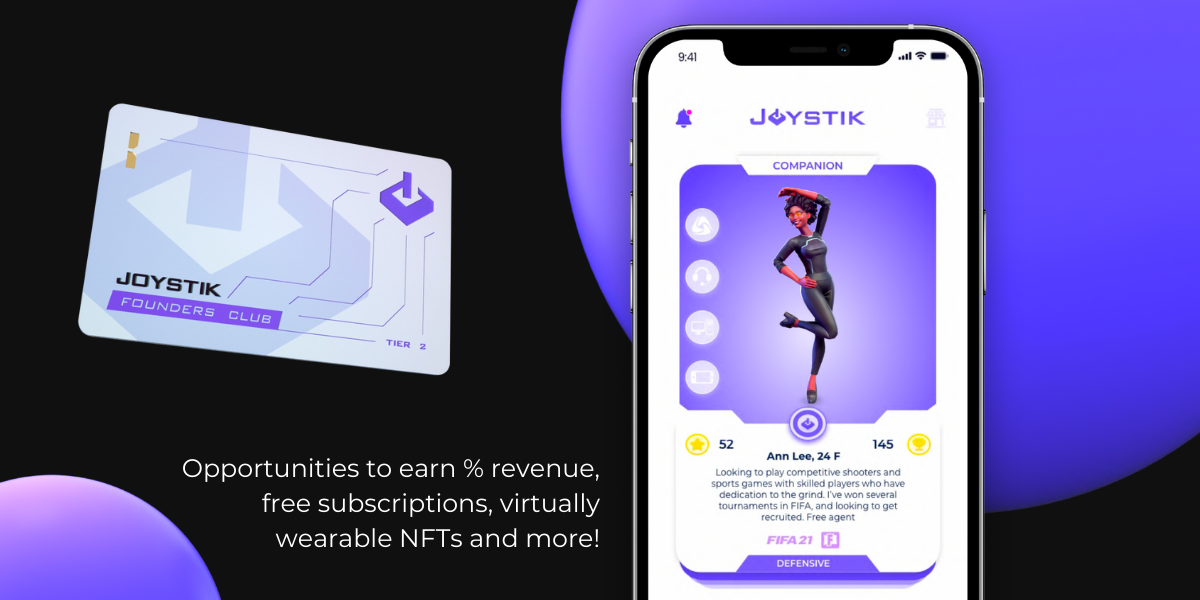 JOYSTIK
FOUNDERS CLUB
TIER 2
Opportunities to earn % revenue,
free subscriptions, virtually
wearable NFTs and more!
9:41
JOYSTIK
COMPANION
52
145
Ann Lee, 24 F
Looking to play competitive shooters and
sports games with skilled players who have
dedication to the grind. I've won several
tournaments in FIFA, and looking to get
recruited. Free agent
FIFA 21
F
DEFENSIVE